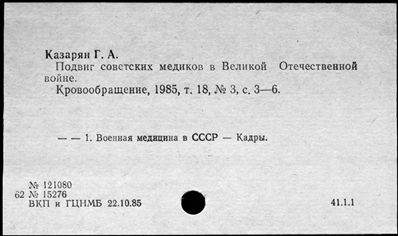 Казарян Г. А.
Подвиг советских медиков в Великой Отечественной
войне.
Кровообращение, 1985, т. 18, № 3, с. 3—6.
— — 1. Военная медицина в СССР — Кадры.
№ 121080
62 № 15276
ВКП и ГЦНМБ 22.10.85 41.1.1